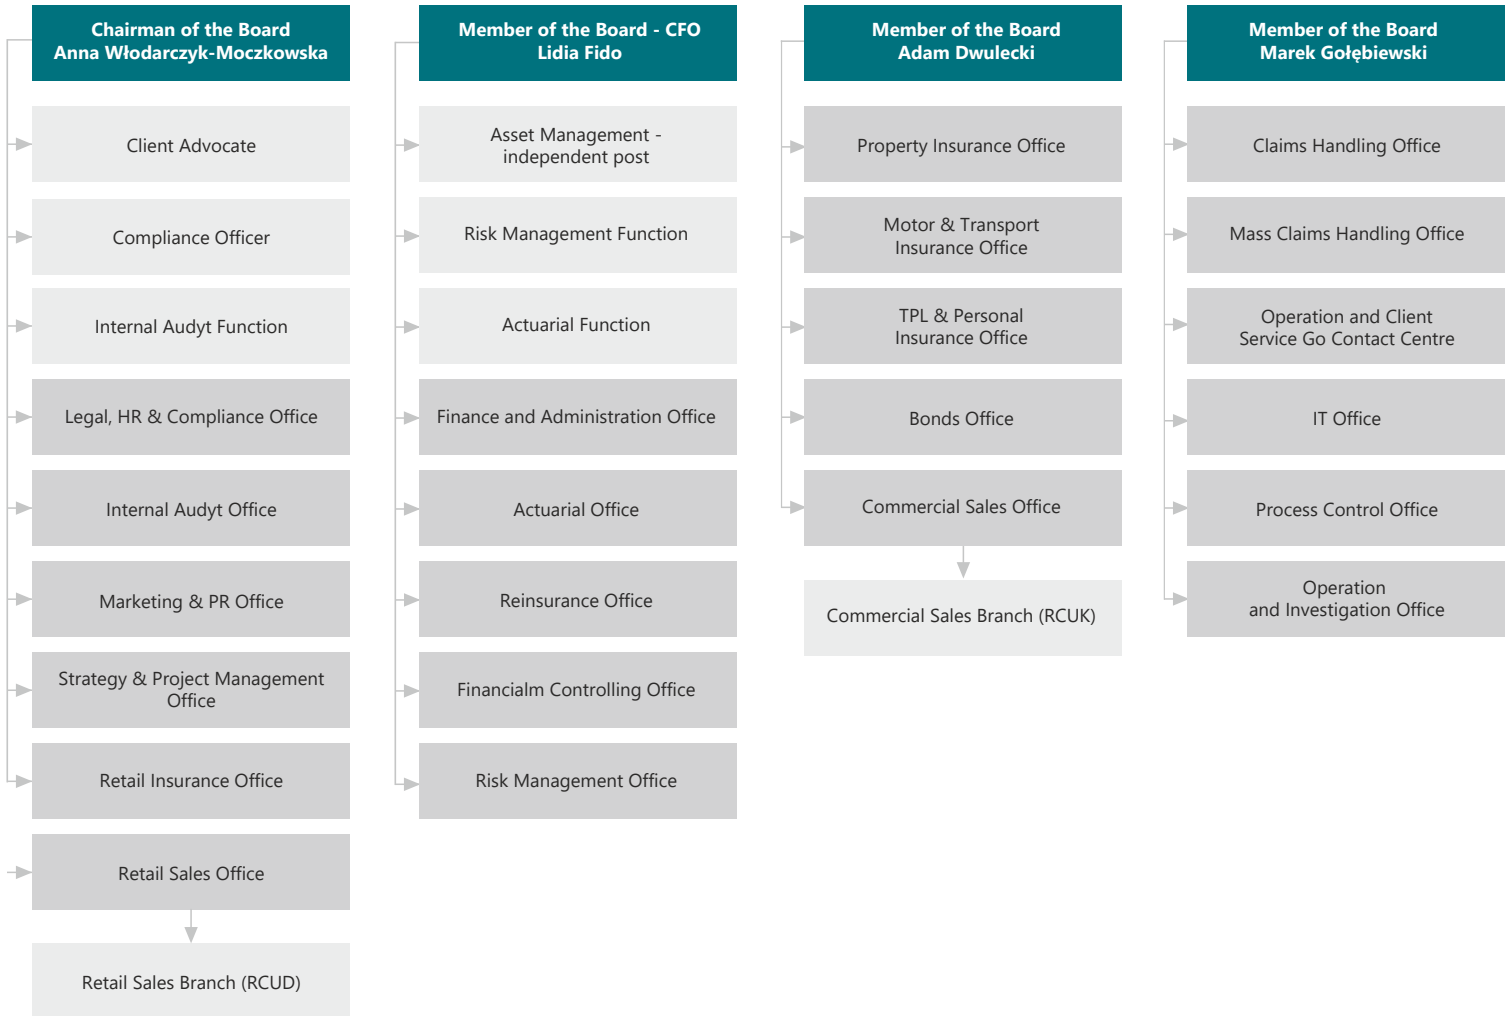 Chairman of the Board
Anna Włodarczyk-Moczkowska
Client Advocate
Compliance Officer
Internal Audyt Function
Legal, HR & Compliance Office
Internal Audyt Office
Marketing & PR Office
Strategy & Project Management
Office
Retail Insurance Office
Retail Sales Office
Retail Sales Branch (RCUD)
Member of the Board - CFO
Lidia Fido
Asset Management -
independent post
Risk Management Function
Actuarial Function
Finance and Administration Office
Actuarial Office
Reinsurance Office
Financialm Controlling Office
Risk Management Office
Member of the Board
Adam Dwulecki
Property Insurance Office
Motor & Transport
Insurance Office
TPL & Personal
Insurance Office
Bonds Office
Commercial Sales Office
Commercial Sales Branch (RCUK)
Member of the Board
Marek Gołębiewski
Claims Handling Office
Mass Claims Handling Office
Operation and Client
Service Go Contact Centre
IT Office
Process Control Office
Operation
and Investigation Office